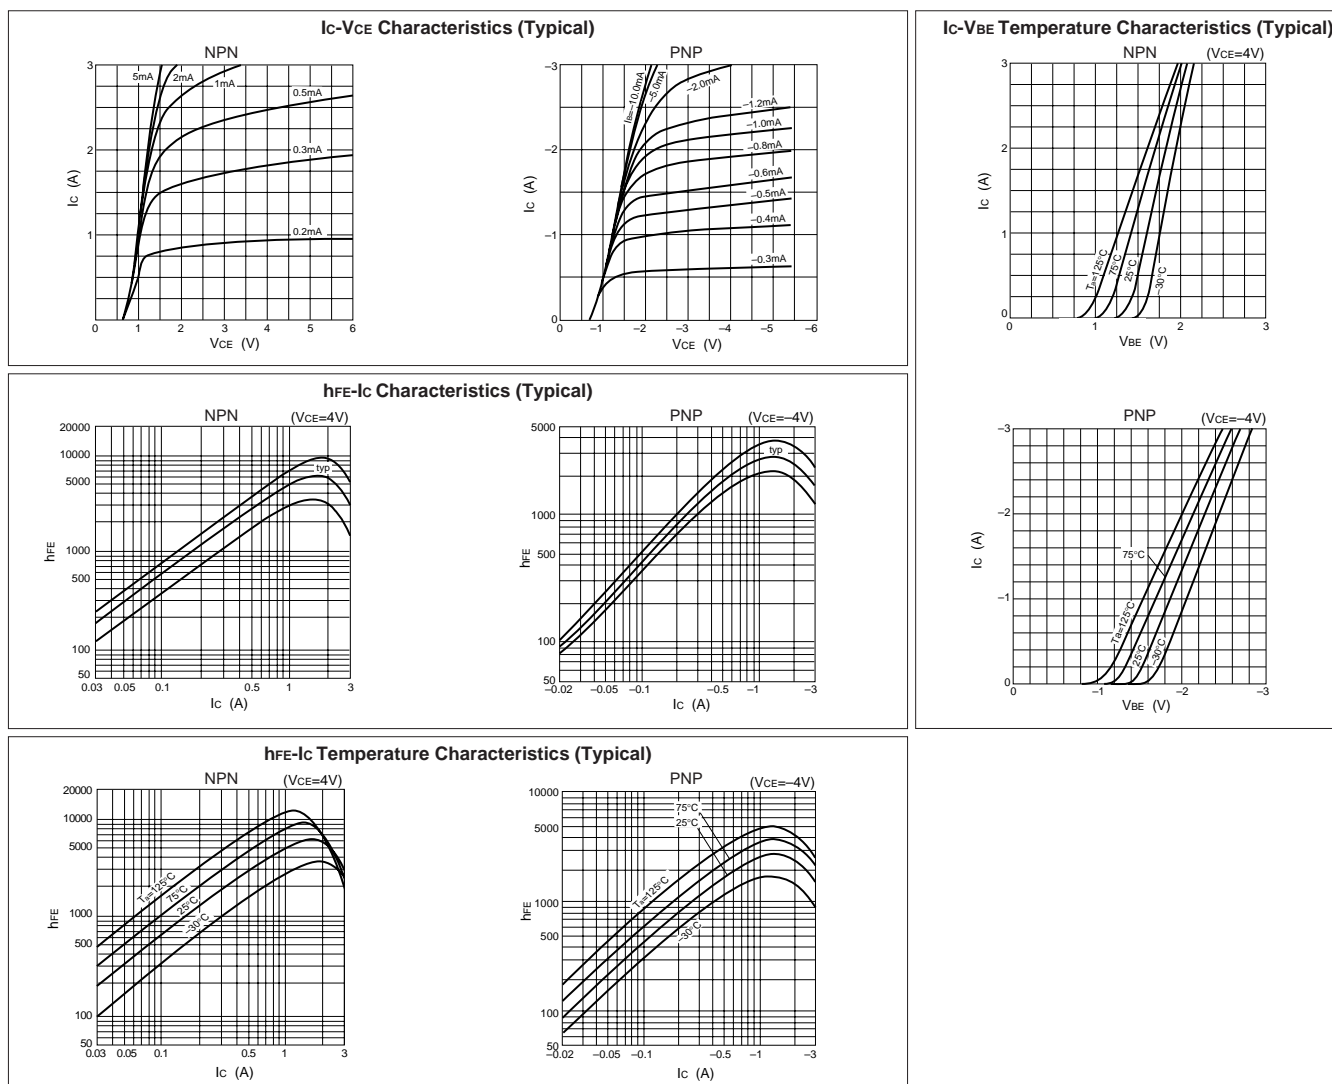 Ic-VCE Characteristics (Typical)
NPN
3
2
1
0
0 1 2 3 4 5 6
IC (A)
VCE (V)
5mA
2mA
1mA
0.5mA
0.3mA
0.2mA
PNP
–3
–2
–1
0
–1 –2 –3 –4 –5 –6
IC (A)
VCE (V)
IB=–10.0mA
–5.0mA
–2.0mA
–1.2mA
–1.0mA
–0.8mA
–0.6mA
–0.5mA
–0.4mA
–0.3mA
IC-VBE Temperature Characteristics (Typical)
NPN
(VCE=4V)
3
2
1
0
0 1 2 3
IC (A)
VBE (V)
Ta=125°C
75°C
25°C
–30°C
PNP
(VCE=–4V)
–3
–2
–1
0
0 –1 –2 –3
IC (A)
VBE (V)
75°C
Ta=125°C
25°C
–30°C
hFE-IC Characteristics (Typical)
NPN
(VCE=4V)
20000
10000
5000
1000
500
100
50
0.03 0.05 0.1 0.5 1 3
hFE
IC (A)
typ
PNP
(VCE=–4V)
5000
1000
500
100
50
–0.02 –0.05 –0.1 –0.5 –1 –3
hFE
IC (A)
typ
hFE-IC Temperature Characteristics (Typical)
NPN
(VCE=4V)
20000
10000
5000
1000
500
100
50
0.03 0.05 0.1 0.5 1 3
hFE
IC (A)
Ta=125°C
75°C
25°C
–30°C
PNP
(VCE=–4V)
10000
5000
1000
500
100
50
–0.02 –0.05 –0.1 –0.5 –1 –3
hFE
IC (A)
75°C
25°C
Ta=125°C
–30°C